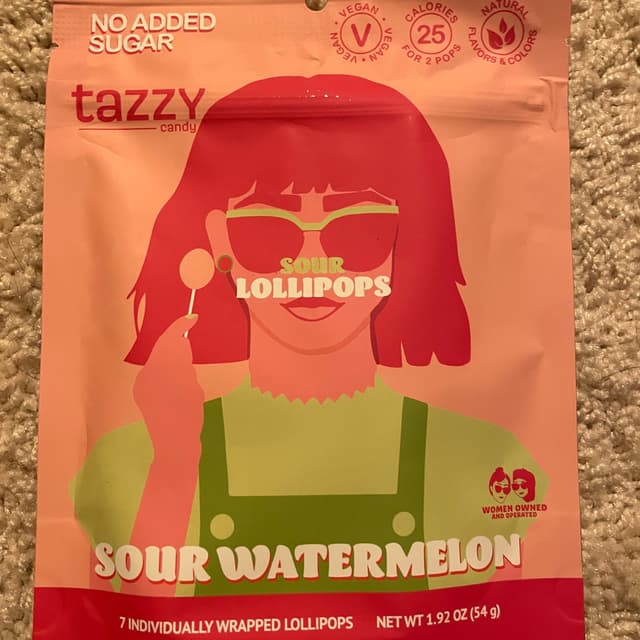 NO ADDED
SUGAR
VEGAN • VEGAN • VEGAN •
V
CALORIES
25
FOR 2 POPS
NATURAL
FLAVORS & COLORS
tazzy
candy
SOUR
LOLLIPOPS
WOMEN OWNED
AND OPERATED
SOUR WATERMELON
7 INDIVIDUALLY WRAPPED LOLLIPOPS NET WT 1.92 OZ (54 g)